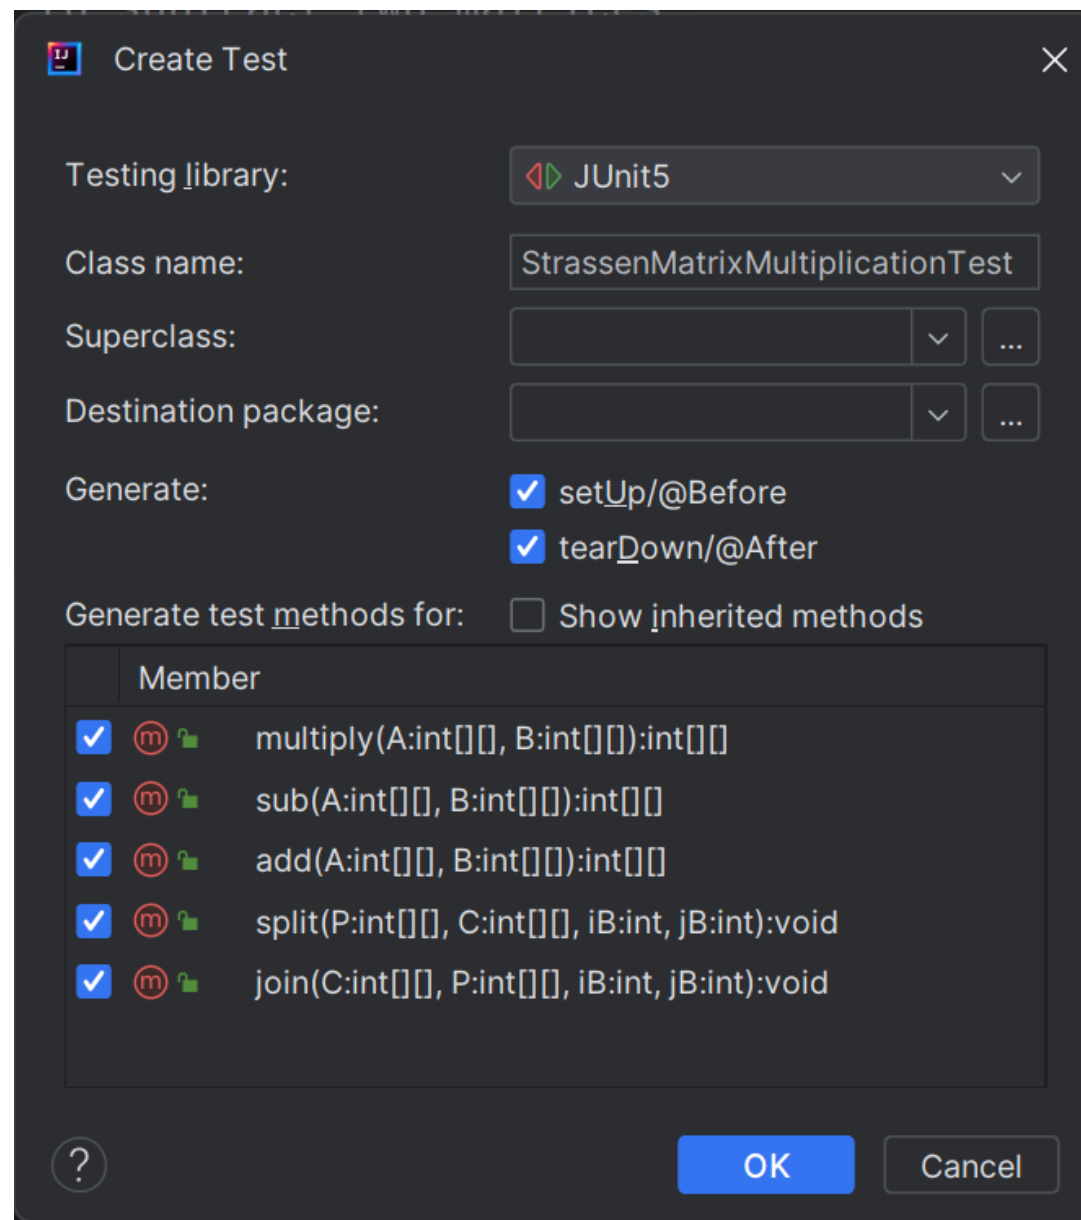 IJ
Create Test
Testing library: JUnit5
Class name: StrassenMatrixMultiplicationTest
Superclass: ...
Destination package: ...
Generate: setUp/@Before
tearDown/@After
Generate test methods for: Show inherited methods
Member
m multiply(A:int[][], B:int[][]):int[][]
m sub(A:int[][], B:int[][]):int[][]
m add(A:int[][], B:int[][]):int[][]
m split(P:int[][], C:int[][], iB:int, jB:int):void
m join(C:int[][], P:int[][], iB:int, jB:int):void
? OK Cancel